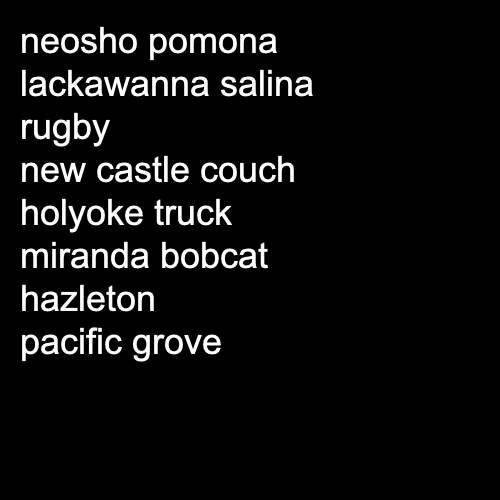 neosho pomona
lackawanna salina
rugby
new castle couch
holyoke truck
miranda bobcat
hazleton
pacific grove